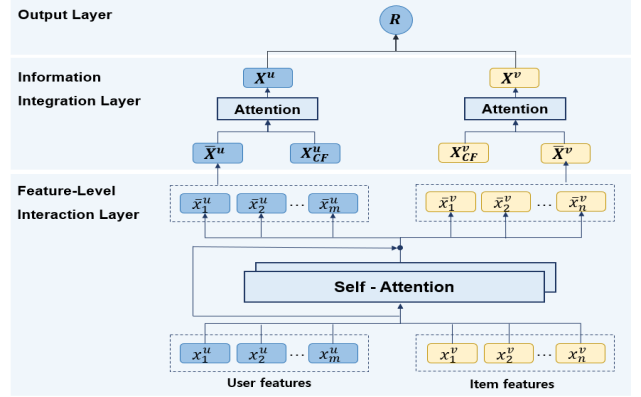 Output Layer
R
Information
Integration Layer
X^u
X^v
Attention
Attention
X̄^u
X^u_CF
X^v_CF
X̄^v
Feature-Level
Interaction Layer
x̄^u_1 x̄^u_2 ··· x̄^u_m
x̄^v_1 x̄^v_2 ··· x̄^v_n
Self - Attention
x^u_1 x^u_2 ··· x^u_m
x^v_1 x^v_2 ··· x^v_n
User features
Item features